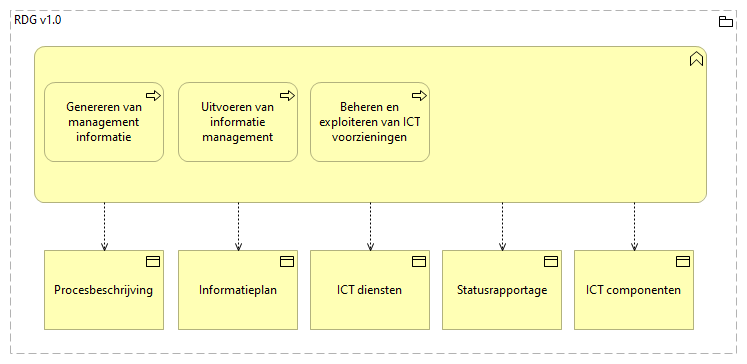 RDG v1.0
Genereren van
management
informatie
Uitvoeren van
informatie
management
Beheren en
exploiteren van ICT
voorzieningen
Procesbeschrijving
Informatieplan
ICT diensten
Statusrapportage
ICT componenten